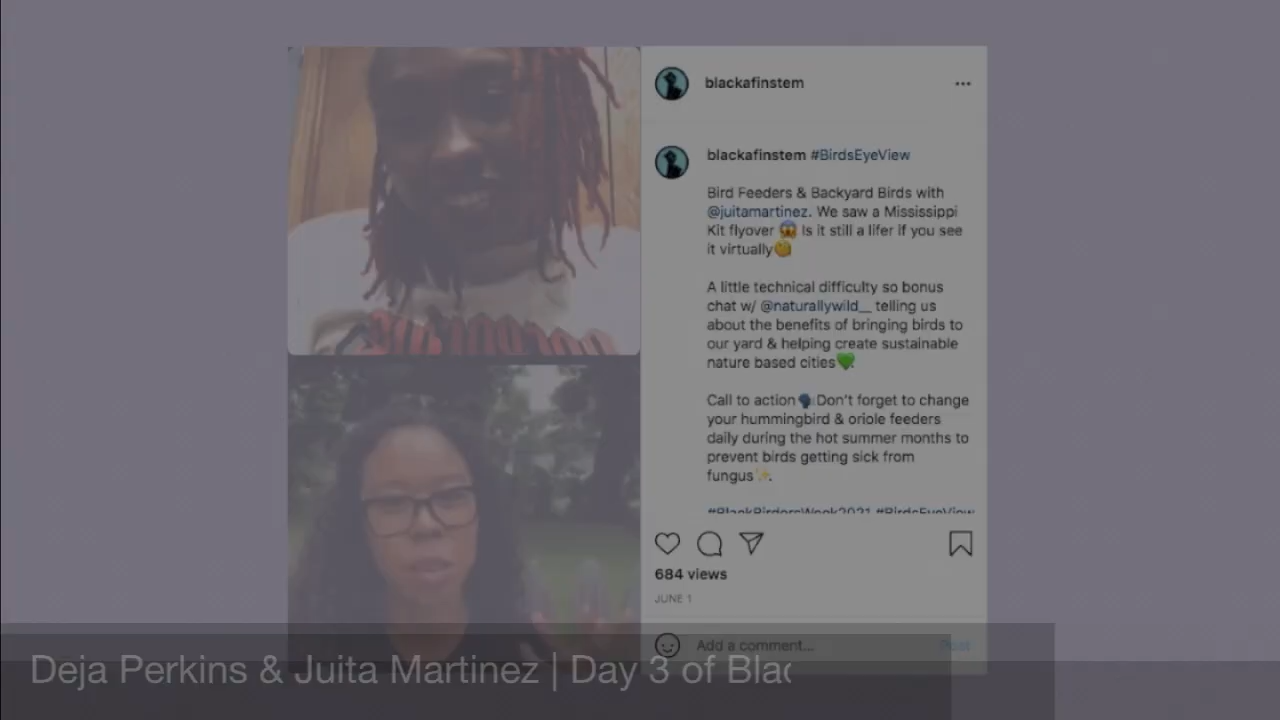 blackafinstem
blackafinstem #BirdsEyeView
Bird Feeders & Backyard Birds with
@juitamartinez. We saw a Mississippi
Kit flyover 😱 Is it still a lifer if you see
it virtually🧐
A little technical difficulty so bonus
chat w/ @naturallywild__ telling us
about the benefits of bringing birds to
our yard & helping create sustainable
nature based cities💚
Call to action🗣Don't forget to change
your hummingbird & oriole feeders
daily during the hot summer months to
prevent birds getting sick from
fungus✨.
#BlackBirdersWeek2021 #BirdsEyeView
684 views
JUNE 1
Add a comment... Post
Deja Perkins & Juita Martinez | Day 3 of Blac